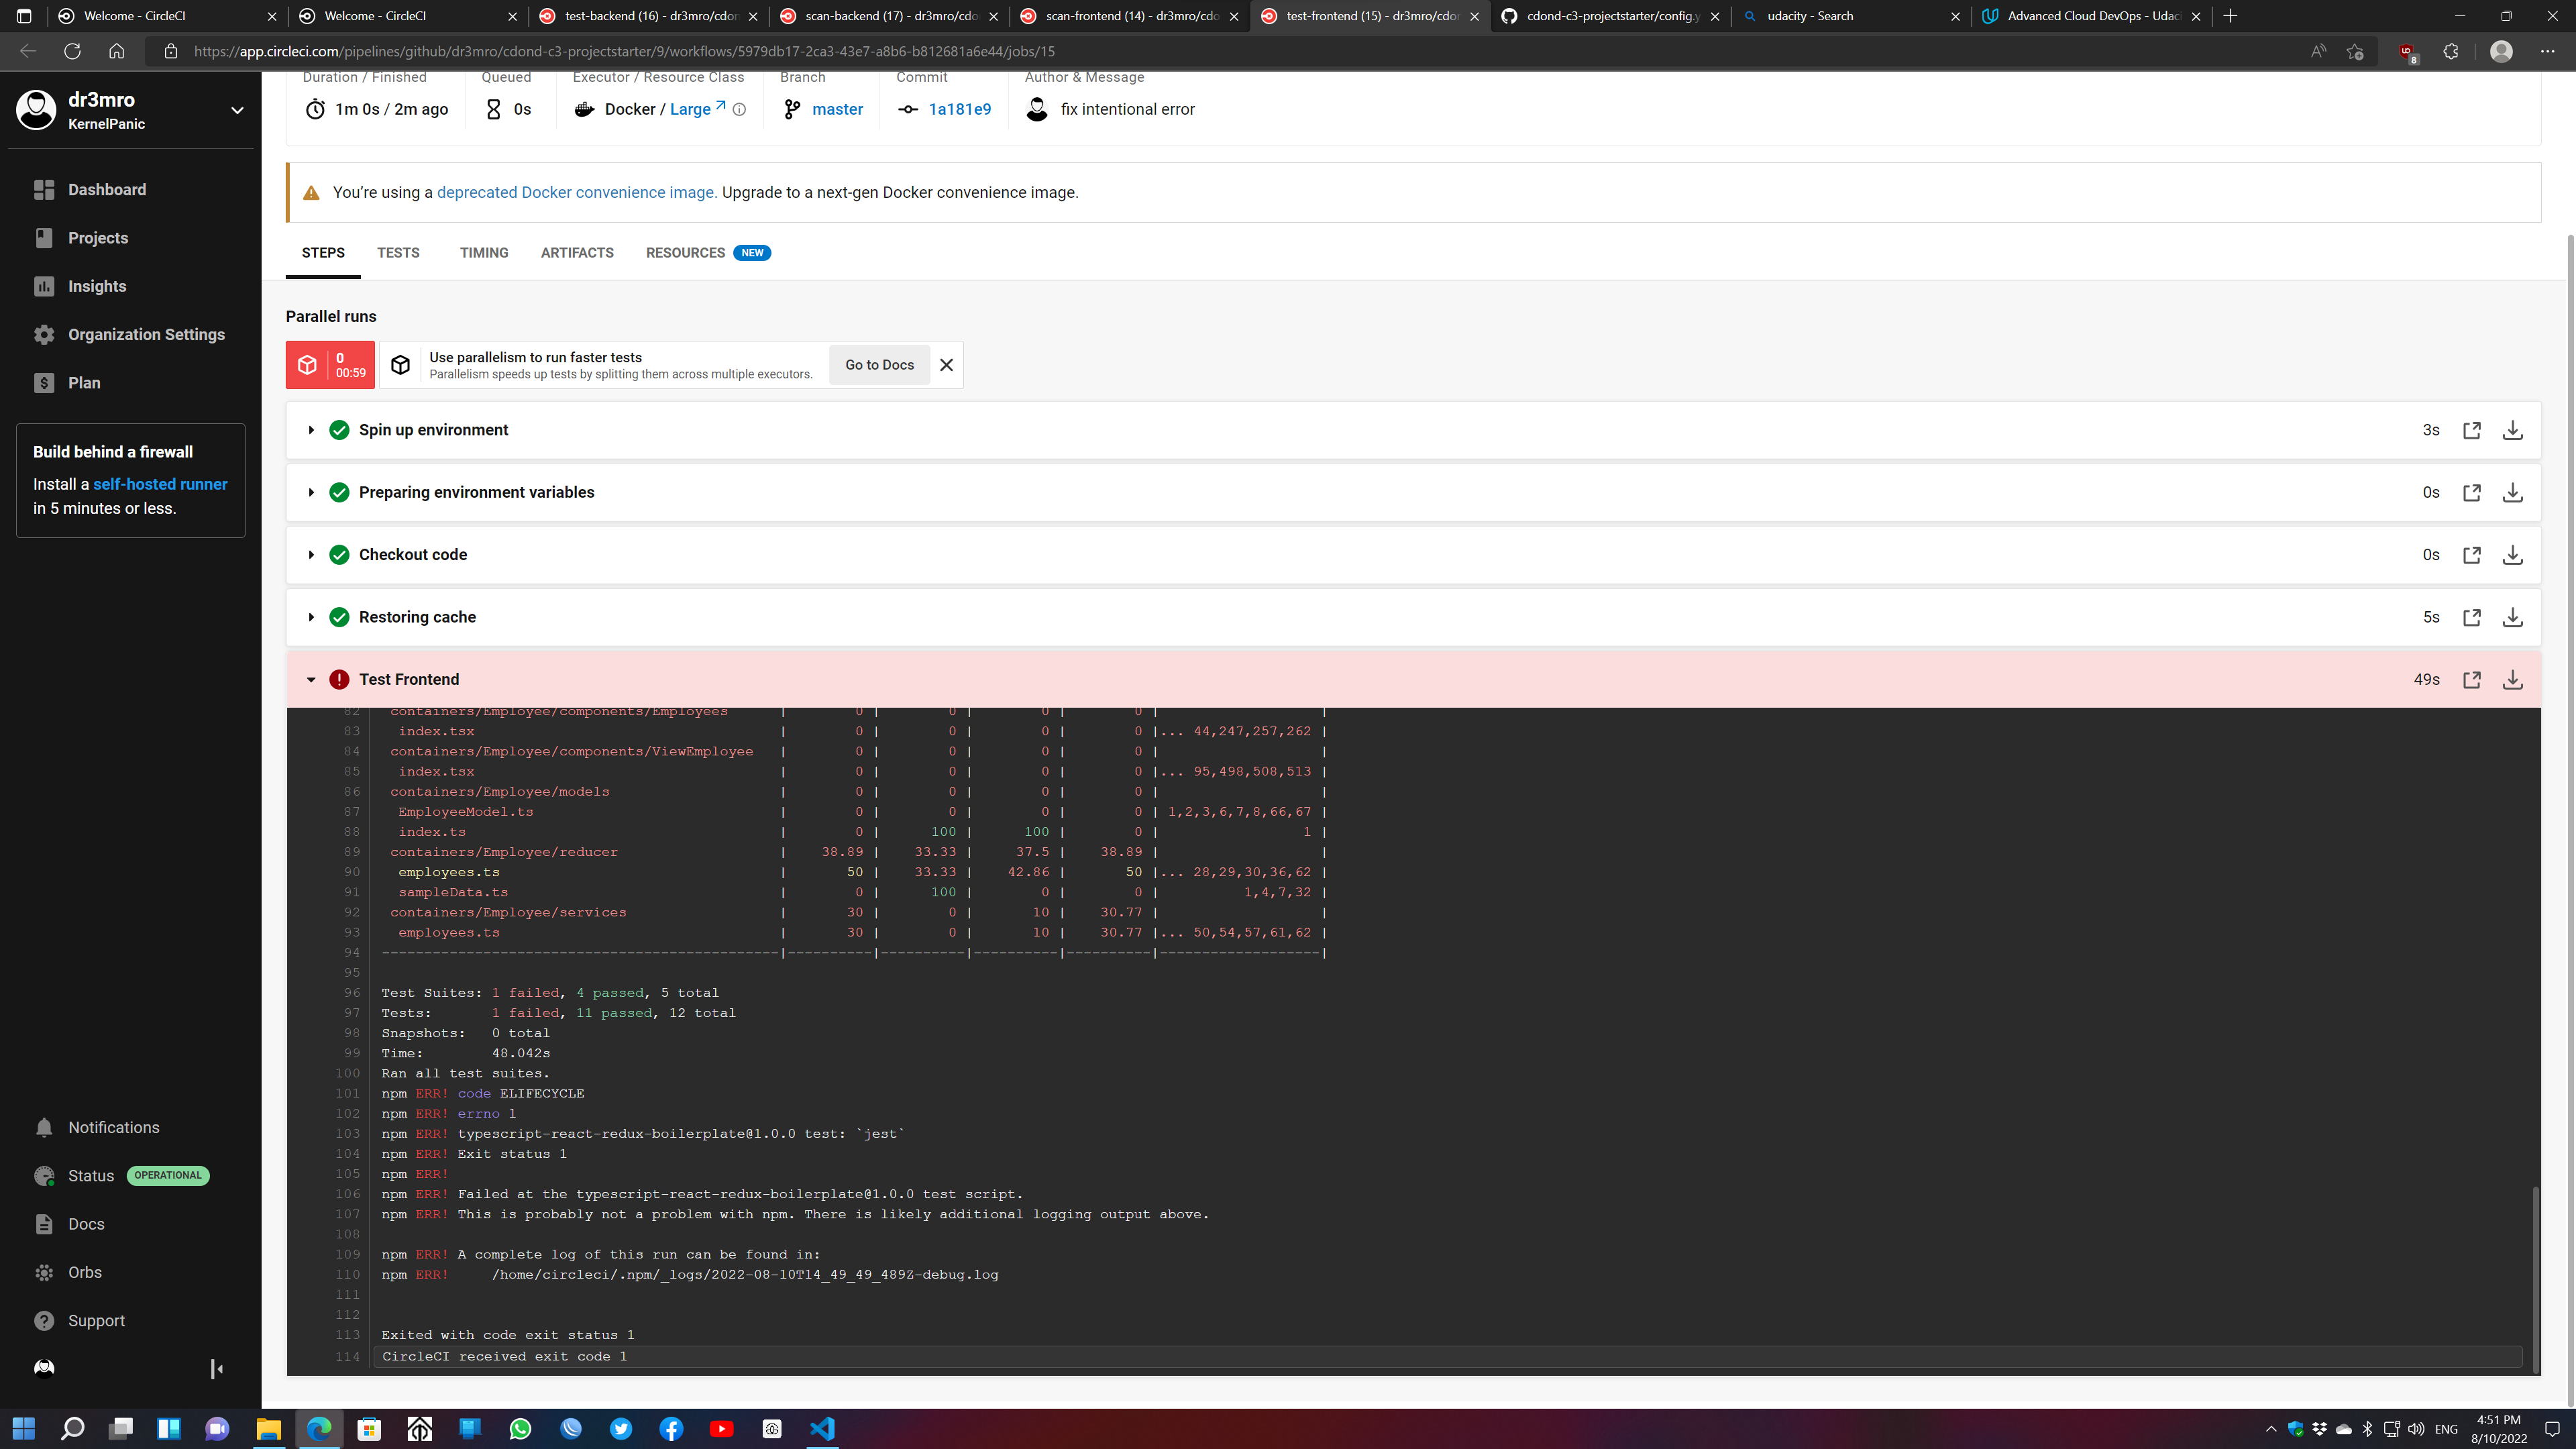 Welcome - CircleCI
Welcome - CircleCI
test-backend (16) - dr3mro/cdon
scan-backend (17) - dr3mro/cdo
scan-frontend (14) - dr3mro/cdo
test-frontend (15) - dr3mro/cdon
cdond-c3-projectstarter/config.y
udacity - Search
Advanced Cloud DevOps - Udaci
https://app.circleci.com/pipelines/github/dr3mro/cdond-c3-projectstarter/9/workflows/5979db17-2ca3-43e7-a8b6-b812681a6e44/jobs/15
8
dr3mro
KernelPanic
Dashboard
Projects
Insights
Organization Settings
Plan
Build behind a firewall
Install a self-hosted runner
in 5 minutes or less.
Notifications
Status OPERATIONAL
Docs
Orbs
Support
Duration / Finished
Queued
Executor / Resource Class
Branch
Commit
Author & Message
1m 0s / 2m ago
0s
Docker / Large
master
1a181e9
fix intentional error
You’re using a deprecated Docker convenience image. Upgrade to a next-gen Docker convenience image.
STEPS TESTS TIMING ARTIFACTS RESOURCES NEW
Parallel runs
0
00:59
Use parallelism to run faster tests
Parallelism speeds up tests by splitting them across multiple executors.
Go to Docs
Spin up environment 3s
Preparing environment variables 0s
Checkout code 0s
Restoring cache 5s
Test Frontend 49s
82 containers/Employee/components/Employees | 0 | 0 | 0 | 0 | |
83 index.tsx | 0 | 0 | 0 | 0 |... 44,247,257,262 |
84 containers/Employee/components/ViewEmployee | 0 | 0 | 0 | 0 | |
85 index.tsx | 0 | 0 | 0 | 0 |... 95,498,508,513 |
86 containers/Employee/models | 0 | 0 | 0 | 0 | |
87 EmployeeModel.ts | 0 | 0 | 0 | 0 | 1,2,3,6,7,8,66,67 |
88 index.ts | 0 | 100 | 100 | 0 | 1 |
89 containers/Employee/reducer | 38.89 | 33.33 | 37.5 | 38.89 | |
90 employees.ts | 50 | 33.33 | 42.86 | 50 |... 28,29,30,36,62 |
91 sampleData.ts | 0 | 100 | 0 | 0 | 1,4,7,32 |
92 containers/Employee/services | 30 | 0 | 10 | 30.77 | |
93 employees.ts | 30 | 0 | 10 | 30.77 |... 50,54,57,61,62 |
94 -----------------------------------------------|----------|----------|----------|----------|-------------------|
95
96 Test Suites: 1 failed, 4 passed, 5 total
97 Tests: 1 failed, 11 passed, 12 total
98 Snapshots: 0 total
99 Time: 48.042s
100 Ran all test suites.
101 npm ERR! code ELIFECYCLE
102 npm ERR! errno 1
103 npm ERR! typescript-react-redux-boilerplate@1.0.0 test: `jest`
104 npm ERR! Exit status 1
105 npm ERR!
106 npm ERR! Failed at the typescript-react-redux-boilerplate@1.0.0 test script.
107 npm ERR! This is probably not a problem with npm. There is likely additional logging output above.
108
109 npm ERR! A complete log of this run can be found in:
110 npm ERR! /home/circleci/.npm/_logs/2022-08-10T14_49_49_489Z-debug.log
111
112
113 Exited with code exit status 1
114 CircleCI received exit code 1
ENG
4:51 PM
8/10/2022